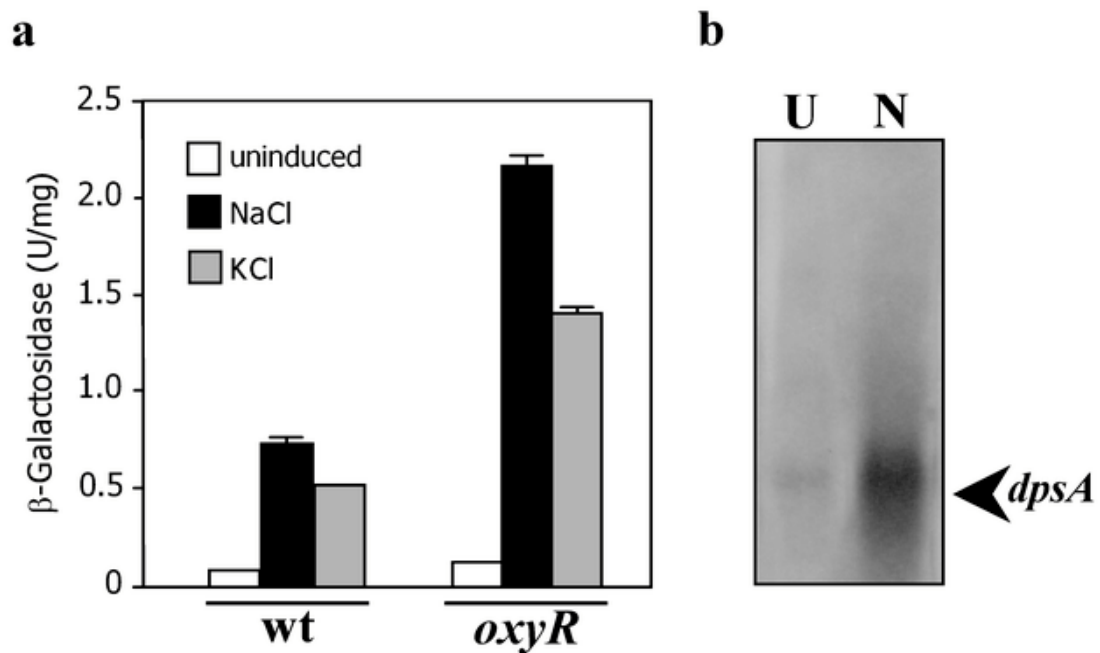 a
b
2.5
2.0
1.5
1.0
0.5
0
β-Galactosidase (U/mg)
uninduced
NaCl
KCl
wt
oxyR
U N
dpsA